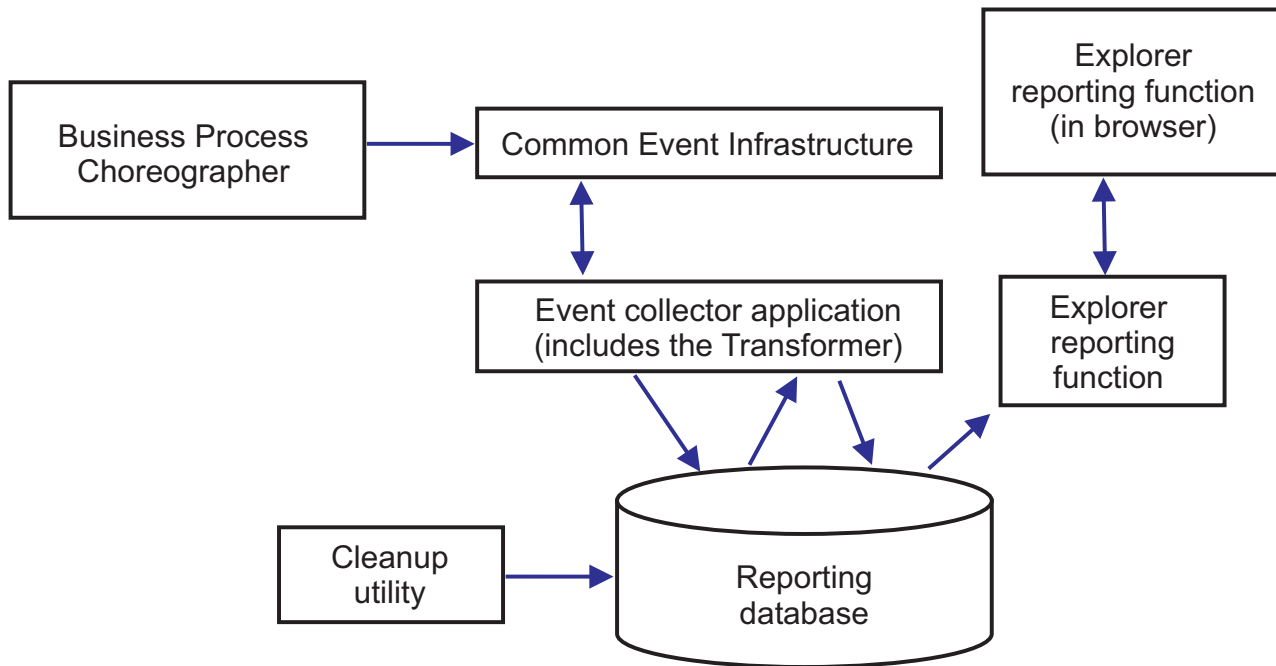 Business Process
Choreographer
Common Event Infrastructure
Explorer
reporting function
(in browser)
Event collector application
(includes the Transformer)
Explorer
reporting
function
Cleanup
utility
Reporting
database